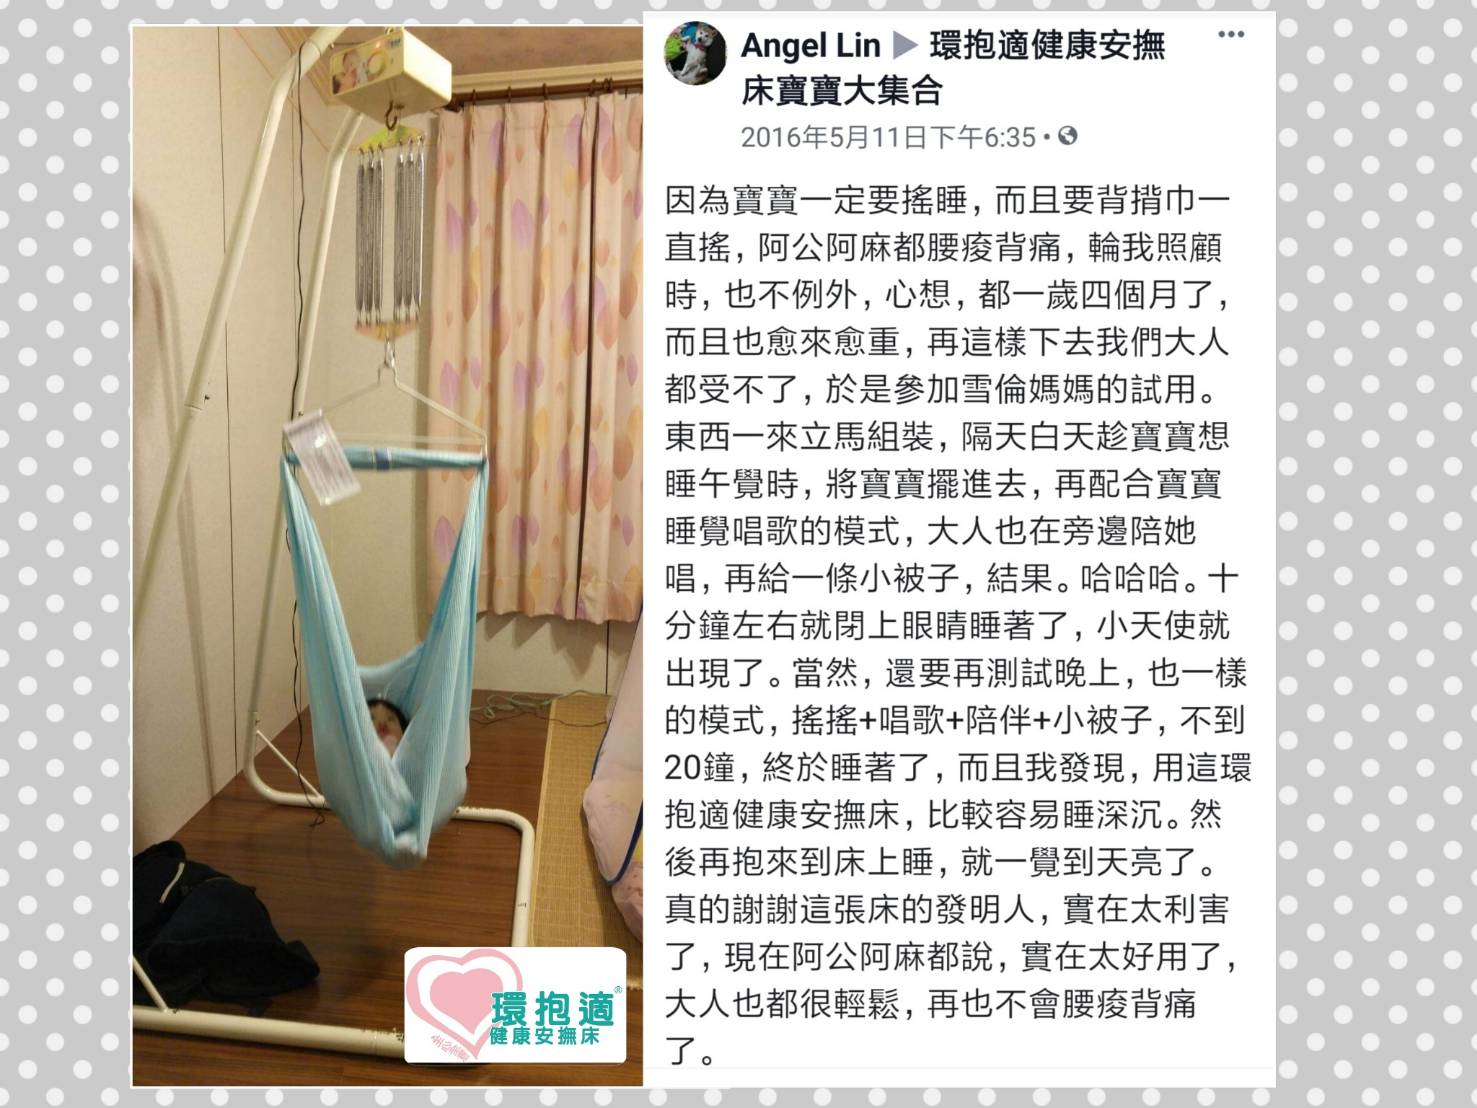 Angel Lin ▶ 環抱適健康安撫
床寶寶大集合
2016年5月11日下午6:35
因為寶寶一定要搖睡，而且要背揹巾一
直搖，阿公阿麻都腰痠背痛，輪我照顧
時，也不例外，心想，都一歲四個月了，
而且也愈來愈重，再這樣下去我們大人
都受不了，於是參加雪倫媽媽的試用。
東西一來立馬組裝，隔天白天趁寶寶想
睡午覺時，將寶寶擺進去，再配合寶寶
睡覺唱歌的模式，大人也在旁邊陪她
唱，再給一條小被子，結果。哈哈哈。十
分鐘左右就閉上眼睛睡著了，小天使就
出現了。當然，還要再測試晚上，也一樣
的模式，搖搖+唱歌+陪伴+小被子，不到
20鐘，終於睡著了，而且我發現，用這環
抱適健康安撫床，比較容易睡深沉。然
後再抱來到床上睡，就一覺到天亮了。
真的謝謝這張床的發明人，實在太利害
了，現在阿公阿麻都說，實在太好用了，
大人也都很輕鬆，再也不會腰痠背痛
了。
環抱適®
健康安撫床